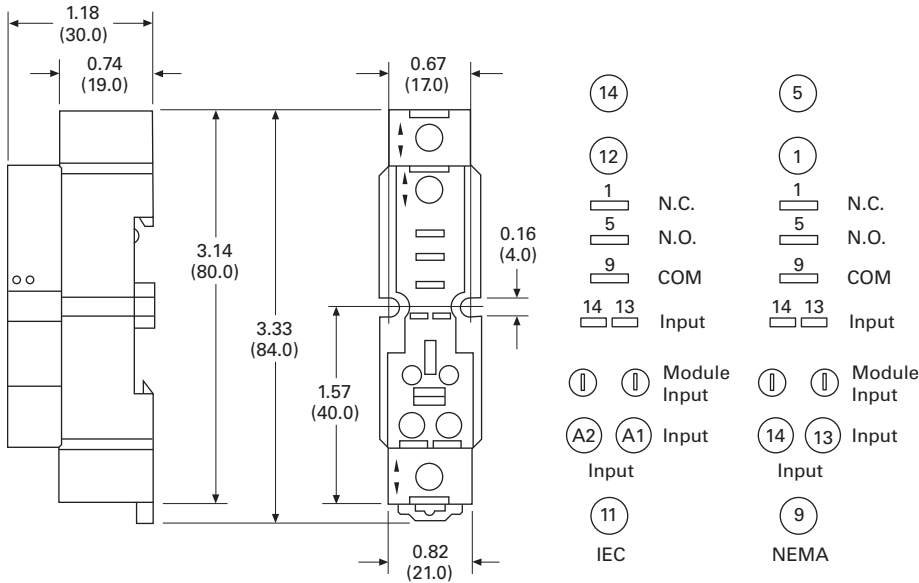 1.18
(30.0)
0.74
(19.0)
0.67
(17.0)
3.14
(80.0)
3.33
(84.0)
1.57
(40.0)
0.16
(4.0)
0.82
(21.0)
14
12
1
N.C.
5
N.O.
9
COM
14 13 Input
Module
Input
A2 A1 Input
Input
11
IEC
5
1
1
N.C.
5
N.O.
9
COM
14 13 Input
Module
Input
14 13 Input
Input
9
NEMA